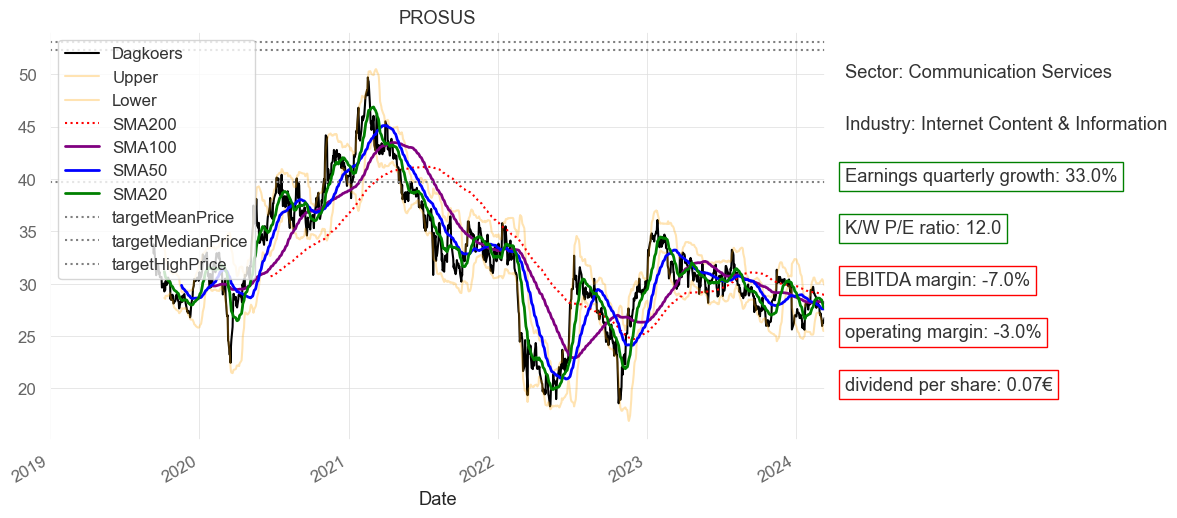 PROSUS
Dagkoers
Upper
Lower
SMA200
SMA100
SMA50
SMA20
targetMeanPrice
targetMedianPrice
targetHighPrice
50
45
40
35
30
25
20
2019
2020
2021
2022
2023
2024
Date
Sector: Communication Services
Industry: Internet Content & Information
Earnings quarterly growth: 33.0%
K/W P/E ratio: 12.0
EBITDA margin: -7.0%
operating margin: -3.0%
dividend per share: 0.07€